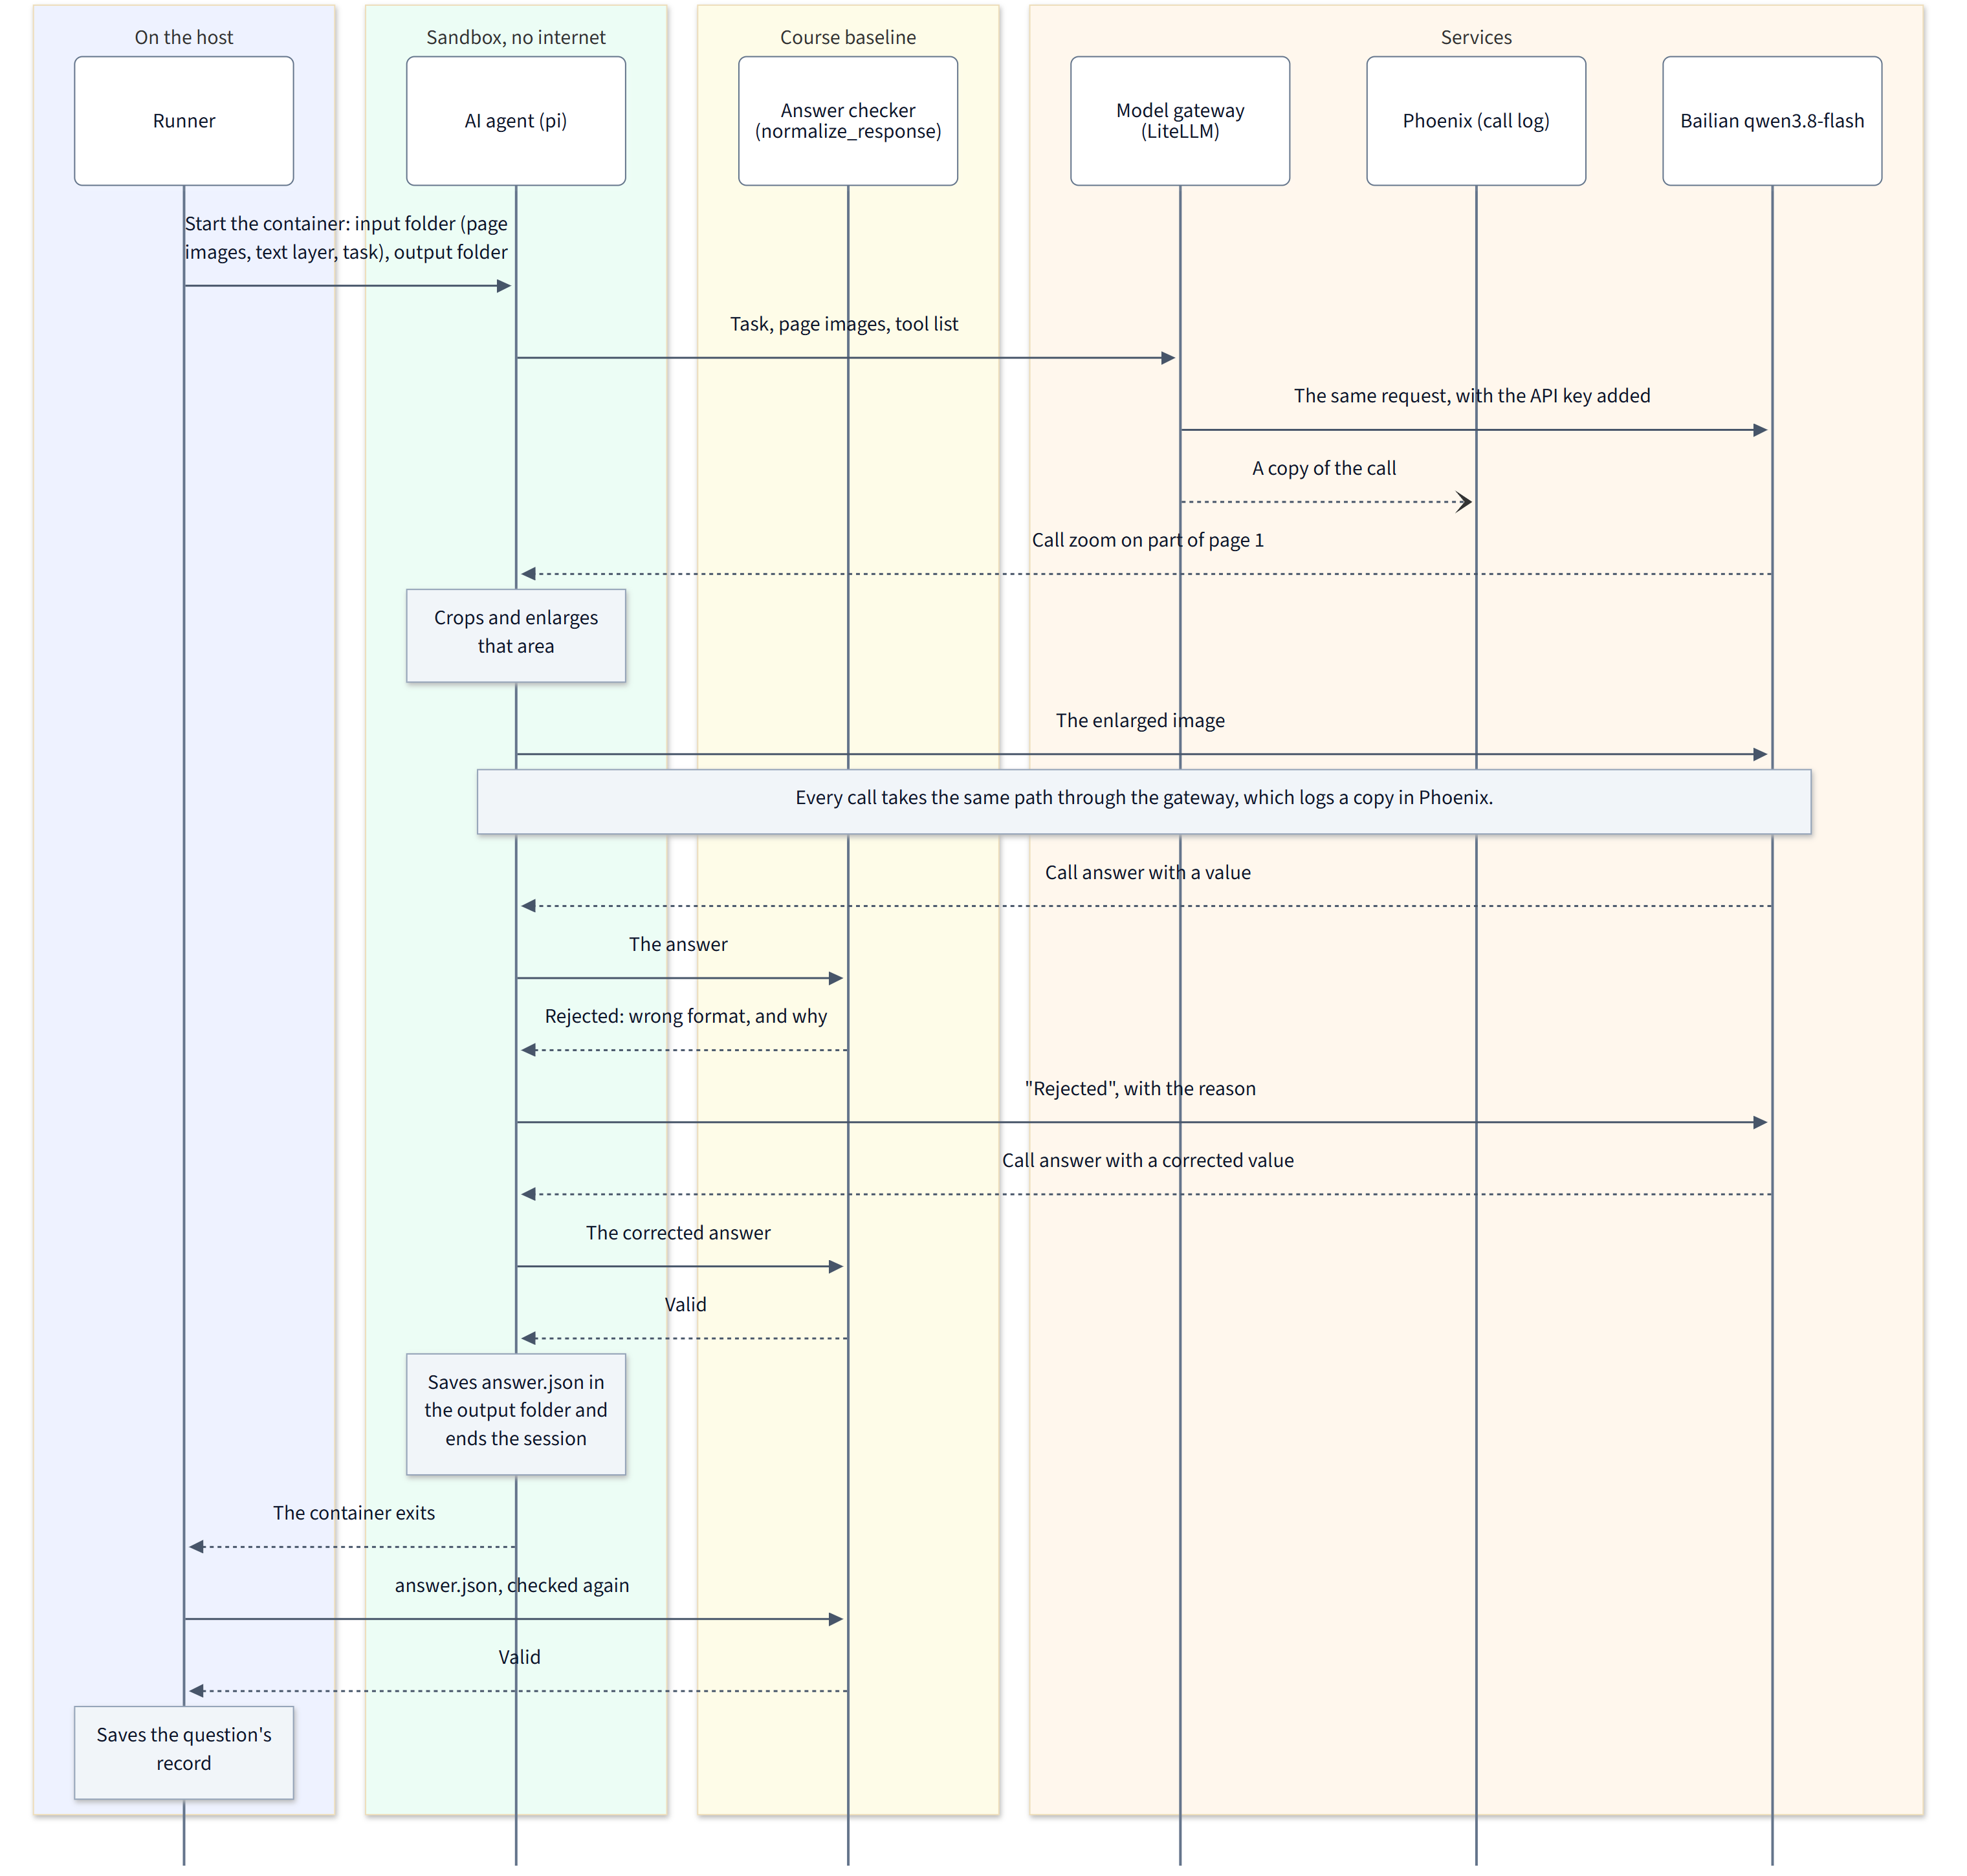 On the host
Sandbox, no internet
Course baseline
Services
Runner
AI agent (pi)
Answer checker
(normalize_response)
Model gateway
(LiteLLM)
Phoenix (call log)
Bailian qwen3.8-flash
Start the container: input folder (page
images, text layer, task), output folder
Task, page images, tool list
The same request, with the API key added
A copy of the call
Call zoom on part of page 1
Crops and enlarges
that area
The enlarged image
Every call takes the same path through the gateway, which logs a copy in Phoenix.
Call answer with a value
The answer
Rejected: wrong format, and why
"Rejected", with the reason
Call answer with a corrected value
The corrected answer
Valid
Saves answer.json in
the output folder and
ends the session
The container exits
answer.json, checked again
Valid
Saves the question's
record